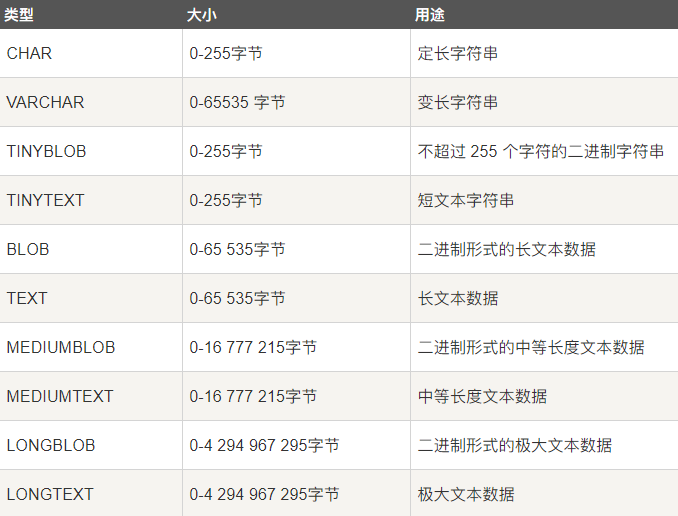 类型 大小 用途
CHAR 0-255字节 定长字符串
VARCHAR 0-65535 字节 变长字符串
TINYBLOB 0-255字节 不超过 255 个字符的二进制字符串
TINYTEXT 0-255字节 短文本字符串
BLOB 0-65 535字节 二进制形式的长文本数据
TEXT 0-65 535字节 长文本数据
MEDIUMBLOB 0-16 777 215字节 二进制形式的中等长度文本数据
MEDIUMTEXT 0-16 777 215字节 中等长度文本数据
LONGBLOB 0-4 294 967 295字节 二进制形式的极大文本数据
LONGTEXT 0-4 294 967 295字节 极大文本数据